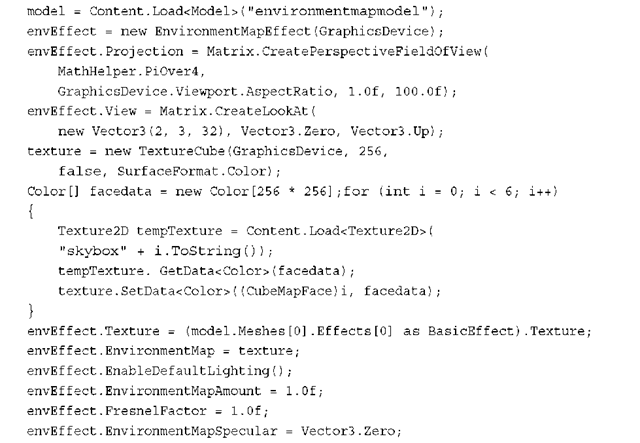 model = Content.Load<Model>("environmentmapmodel");
envEffect = new EnvironmentMapEffect(GraphicsDevice);
envEffect.Projection = Matrix.CreatePerspectiveFieldOfView(
    MathHelper.PiOver4,
    GraphicsDevice.Viewport.AspectRatio, 1.0f, 100.0f);
envEffect.View = Matrix.CreateLookAt(
    new Vector3(2, 3, 32), Vector3.Zero, Vector3.Up);
texture = new TextureCube(GraphicsDevice, 256,
    false, SurfaceFormat.Color);
Color[] facedata = new Color[256 * 256];for (int i = 0; i < 6; i++)
{
    Texture2D tempTexture = Content.Load<Texture2D>(
    "skybox" + i.ToString());
    tempTexture. GetData<Color>(facedata);
    texture.SetData<Color>((CubeMapFace)i, facedata);
}
envEffect.Texture = (model.Meshes[0].Effects[0] as BasicEffect).Texture;
envEffect.EnvironmentMap = texture;
envEffect.EnableDefaultLighting();
envEffect.EnvironmentMapAmount = 1.0f;
envEffect.FresnelFactor = 1.0f;
envEffect.EnvironmentMapSpecular = Vector3.Zero;